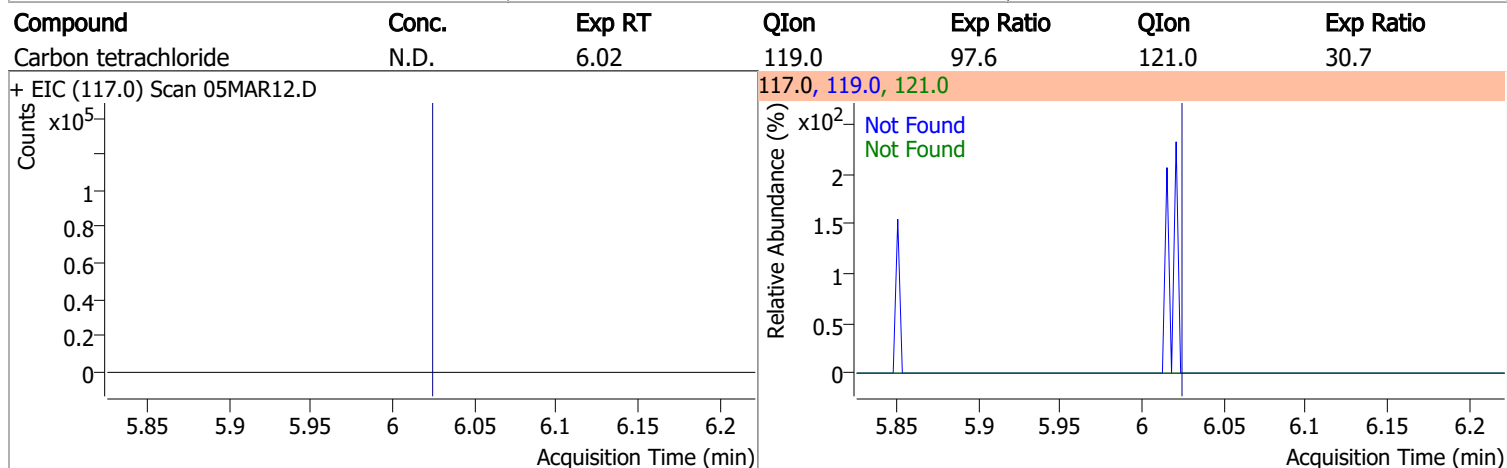 Compound Conc. Exp RT QIon Exp Ratio QIon Exp Ratio
Carbon tetrachloride N.D. 6.02 119.0 97.6 121.0 30.7
+ EIC (117.0) Scan 05MAR12.D
Counts
x10⁵
1
0.8
0.6
0.4
0.2
0
5.85 5.9 5.95 6 6.05 6.1 6.15 6.2
Acquisition Time (min)
117.0, 119.0, 121.0
Relative Abundance (%)
x10²
Not Found
Not Found
2
1.5
1
0.5
0
5.85 5.9 5.95 6 6.05 6.1 6.15 6.2
Acquisition Time (min)